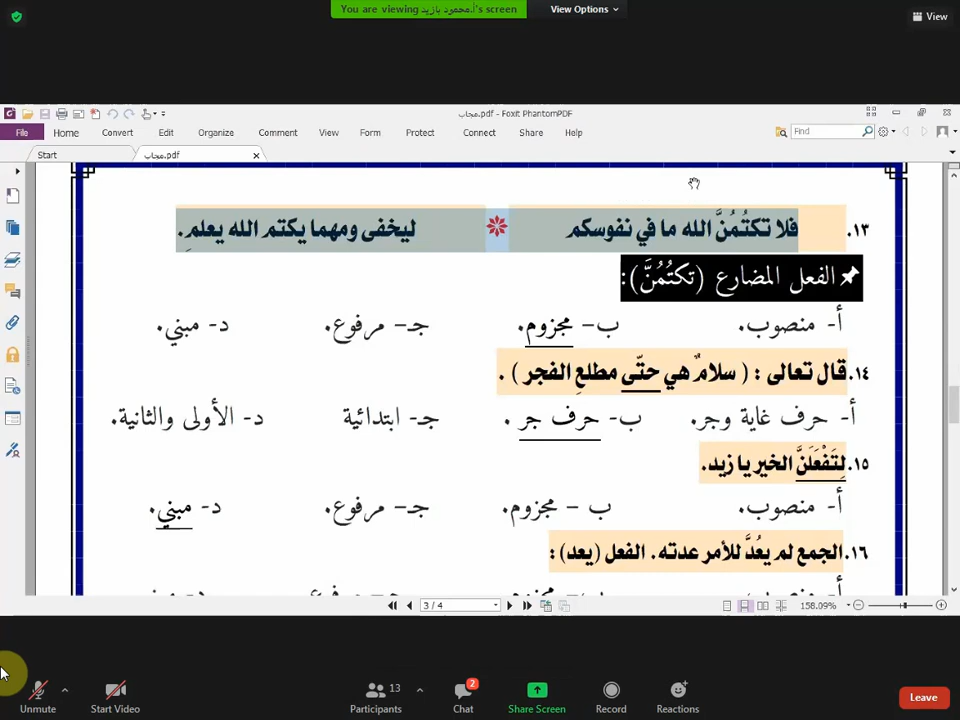 You are viewing أ.محمود بازيد's screen
View Options
View
مجاب.pdf - Foxit PhantomPDF
File Home Convert Edit Organize Comment View Form Protect Connect Share Help
Find
Start مجاب.pdf
١٣. فلا تكتُمُنَّ الله ما في نفوسكم ليخفى ومهما يكتم الله يعلمِ.
الفعل المضارع (تكتُمُنَّ):
أ- منصوب. ب- مجزوم. جـ- مرفوع. د- مبني.
١٤. قال تعالى : ( سلامٌ هي حتّى مطلعِ الفجر ) .
أ- حرف غاية وجر. ب- حرف جر . جـ- ابتدائية د- الأولى والثانية.
١٥. لِتَفْعَلَنَّ الخير يا زيد.
أ- منصوب. ب - مجزوم. جـ- مرفوع. د- مبني.
١٦. الجمع لم يعُدَّ للأمر عدته. الفعل (يعد):
3 / 4
158.09%
Unmute
Start Video
13
Participants
2
Chat
Share Screen
Record
Reactions
Leave